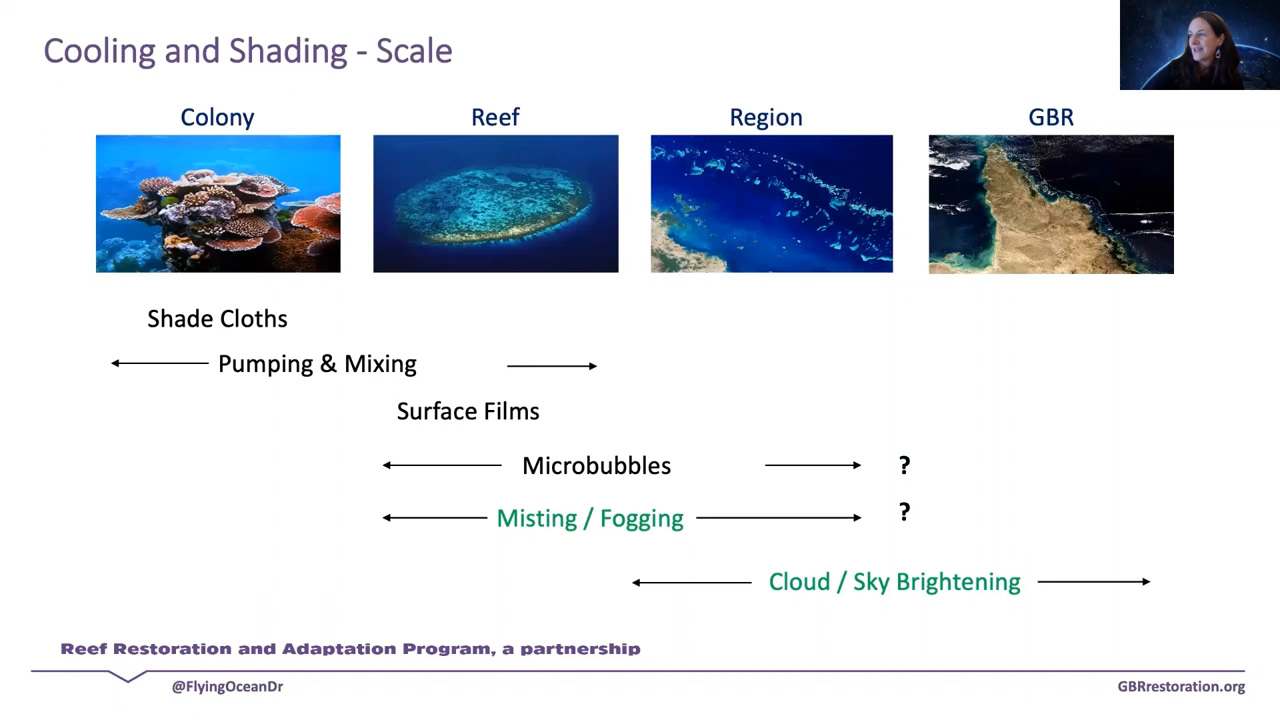 Cooling and Shading - Scale
Colony
Reef
Region
GBR
Shade Cloths
Pumping & Mixing
Surface Films
Microbubbles
?
Misting / Fogging
?
Cloud / Sky Brightening
Reef Restoration and Adaptation Program, a partnership
@FlyingOceanDr
GBRrestoration.org